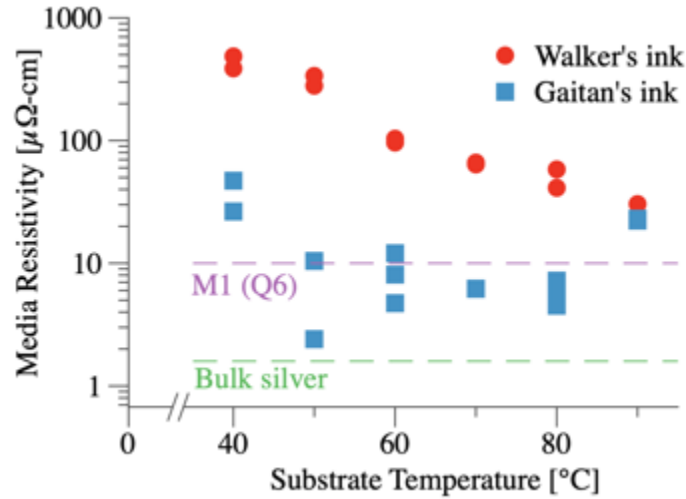 1000
100
10
1
Media Resistivity [μΩ-cm]
Walker's ink
Gaitan's ink
M1 (Q6)
Bulk silver
0
40
60
80
Substrate Temperature [°C]